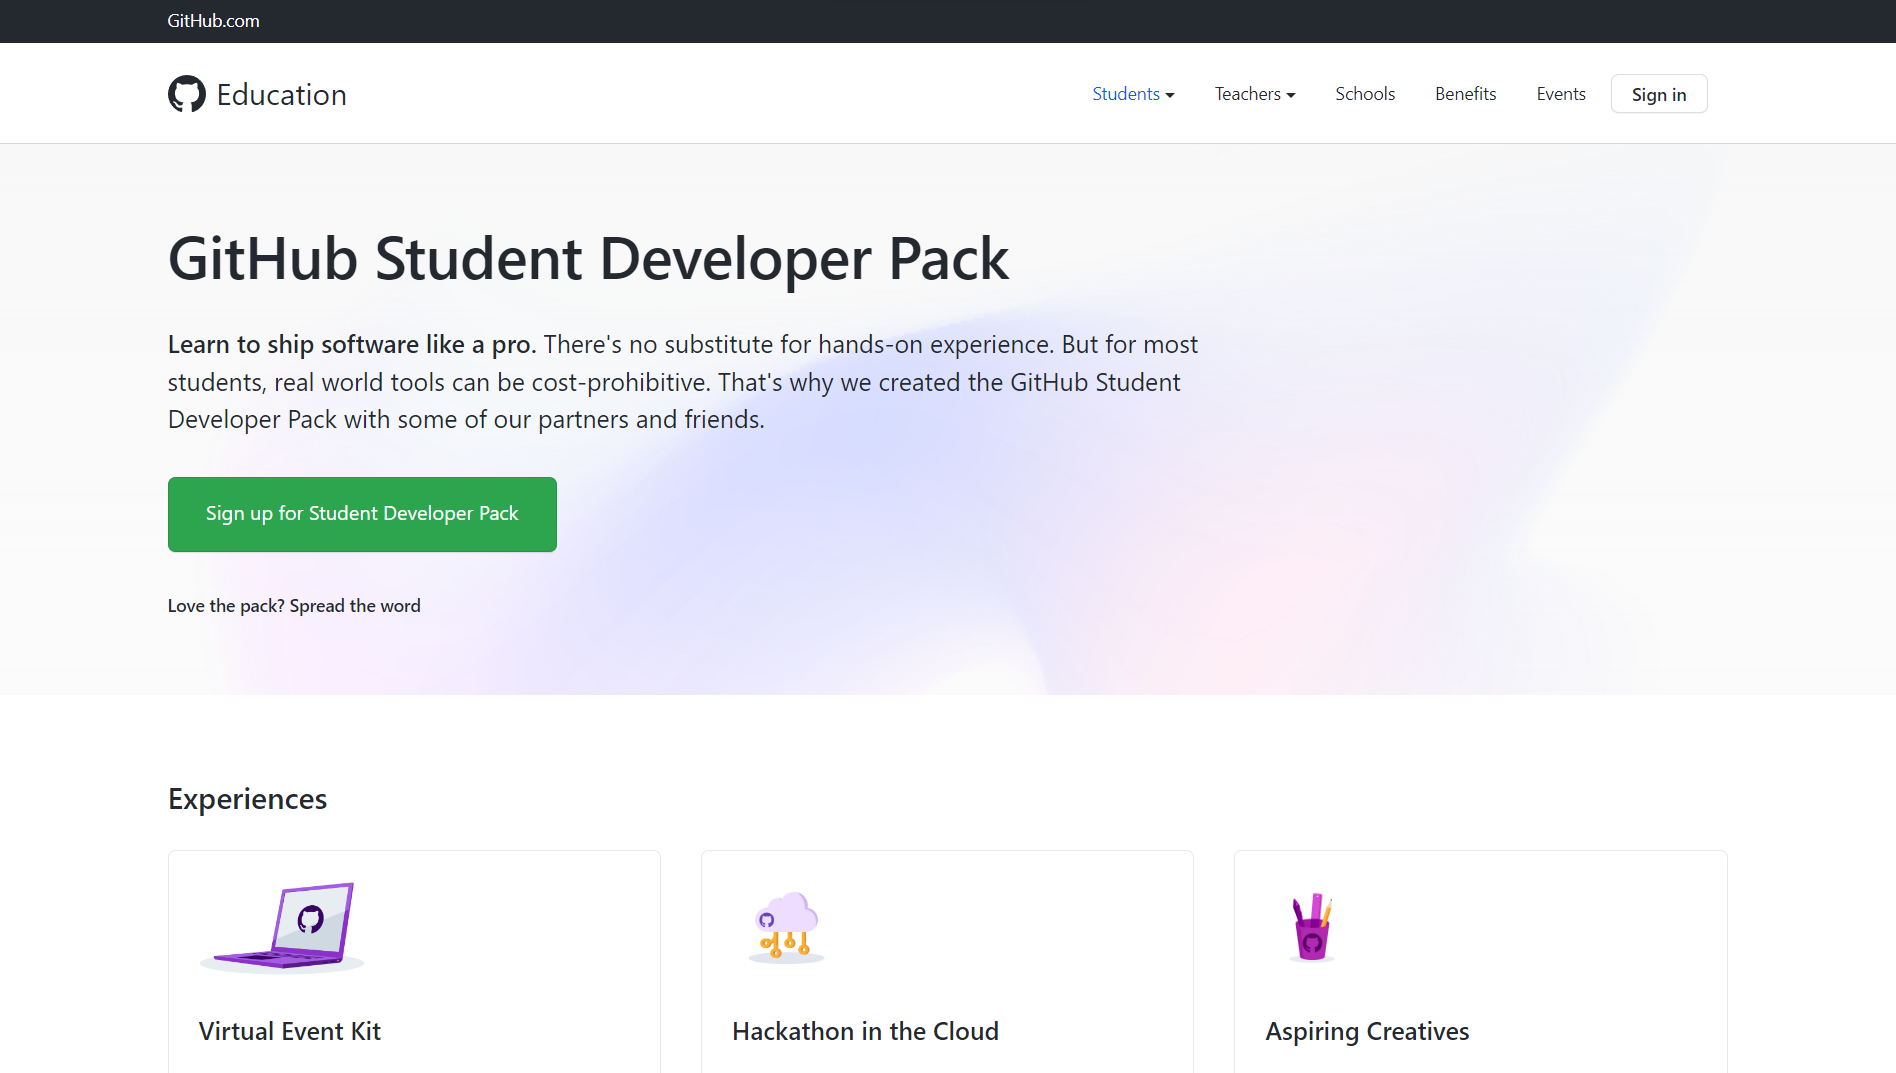 GitHub.com
Education
Students
Teachers
Schools
Benefits
Events
Sign in
GitHub Student Developer Pack
Learn to ship software like a pro. There's no substitute for hands-on experience. But for most
students, real world tools can be cost-prohibitive. That's why we created the GitHub Student
Developer Pack with some of our partners and friends.
Sign up for Student Developer Pack
Love the pack? Spread the word
Experiences
Virtual Event Kit
Hackathon in the Cloud
Aspiring Creatives